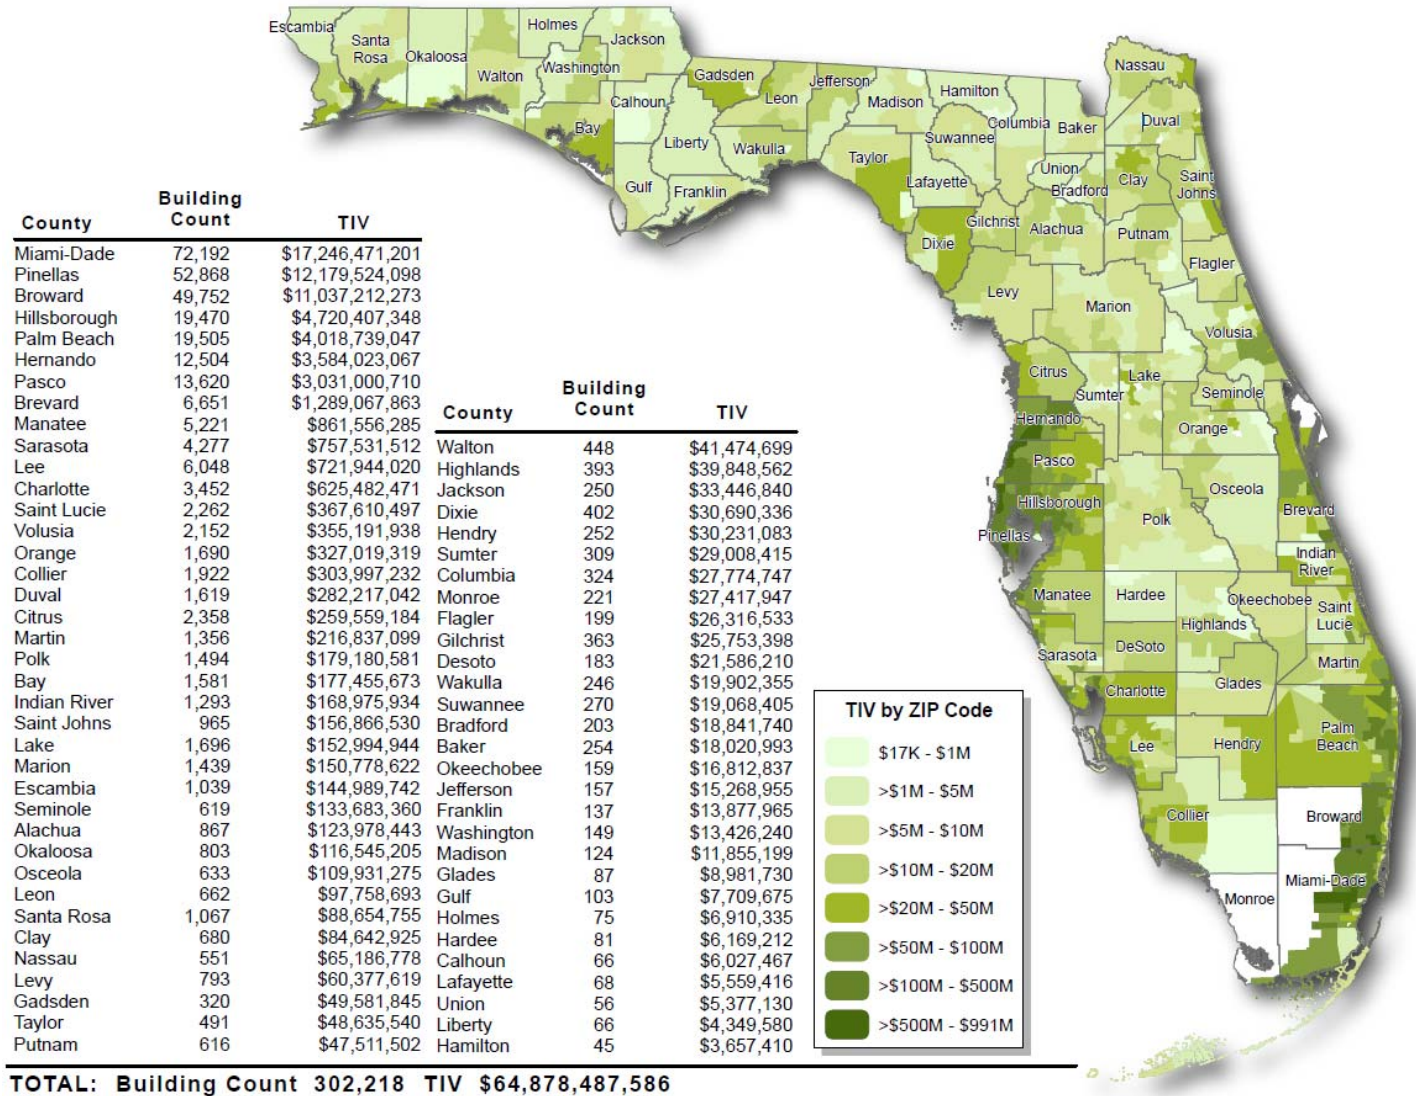 County Building Count TIV
Miami-Dade 72,192 $17,246,471,201
Pinellas 52,868 $12,179,524,098
Broward 49,752 $11,037,212,273
Hillsborough 19,470 $4,720,407,348
Palm Beach 19,505 $4,018,739,047
Hernando 12,504 $3,584,023,067
Pasco 13,620 $3,031,000,710
Brevard 6,651 $1,289,067,863
Manatee 5,221 $861,556,285
Sarasota 4,277 $757,531,512
Lee 6,048 $721,944,020
Charlotte 3,452 $625,482,471
Saint Lucie 2,262 $367,610,497
Volusia 2,152 $355,191,938
Orange 1,690 $327,019,319
Collier 1,922 $303,997,232
Duval 1,619 $282,217,042
Citrus 2,358 $259,559,184
Martin 1,356 $216,837,099
Polk 1,494 $179,180,581
Bay 1,581 $177,455,673
Indian River 1,293 $168,975,934
Saint Johns 965 $156,866,530
Lake 1,696 $152,994,944
Marion 1,439 $150,778,622
Escambia 1,039 $144,989,742
Seminole 619 $133,683,360
Alachua 867 $123,978,443
Okaloosa 803 $116,545,205
Osceola 633 $109,931,275
Leon 662 $97,758,693
Santa Rosa 1,067 $88,654,755
Clay 680 $84,642,925
Nassau 551 $65,186,778
Levy 793 $60,377,619
Gadsden 320 $49,581,845
Taylor 491 $48,635,540
Putnam 616 $47,511,502
County Building Count TIV
Walton 448 $41,474,699
Highlands 393 $39,848,562
Jackson 250 $33,446,840
Dixie 402 $30,690,336
Hendry 252 $30,231,083
Sumter 309 $29,008,415
Columbia 324 $27,774,747
Monroe 221 $27,417,947
Flagler 199 $26,316,533
Gilchrist 363 $25,753,398
Desoto 183 $21,586,210
Wakulla 246 $19,902,355
Suwannee 270 $19,068,405
Bradford 203 $18,841,740
Baker 254 $18,020,993
Okeechobee 159 $16,812,837
Jefferson 157 $15,268,955
Franklin 137 $13,877,965
Washington 149 $13,426,240
Madison 124 $11,855,199
Glades 87 $8,981,730
Gulf 103 $7,709,675
Holmes 75 $6,910,335
Hardee 81 $6,169,212
Calhoun 66 $6,027,467
Lafayette 68 $5,559,416
Union 56 $5,377,130
Liberty 66 $4,349,580
Hamilton 45 $3,657,410
TOTAL: Building Count 302,218 TIV $64,878,487,586
TIV by ZIP Code
$17K - $1M
>$1M - $5M
>$5M - $10M
>$10M - $20M
>$20M - $50M
>$50M - $100M
>$100M - $500M
>$500M - $991M
Escambia
Santa
Rosa
Okaloosa
Walton
Holmes
Washington
Jackson
Bay
Calhoun
Gulf
Liberty
Franklin
Gadsden
Leon
Wakulla
Jefferson
Madison
Taylor
Hamilton
Suwannee
Lafayette
Dixie
Columbia
Baker
Nassau
Duval
Union
Bradford
Clay
Saint
Johns
Gilchrist
Alachua
Putnam
Flagler
Levy
Marion
Volusia
Citrus
Sumter
Lake
Seminole
Hernando
Orange
Pasco
Osceola
Hillsborough
Polk
Brevard
Pinellas
Indian
River
Manatee
Hardee
Highlands
Okeechobee
Saint
Lucie
Sarasota
DeSoto
Martin
Charlotte
Glades
Lee
Hendry
Palm
Beach
Collier
Broward
Miami-Dade
Monroe